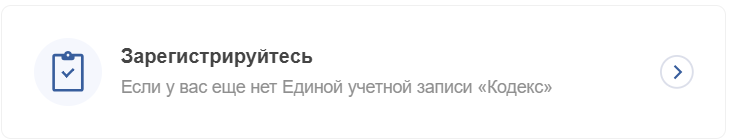 Зарегистрируйтесь
Если у вас еще нет Единой учетной записи «Кодекс»